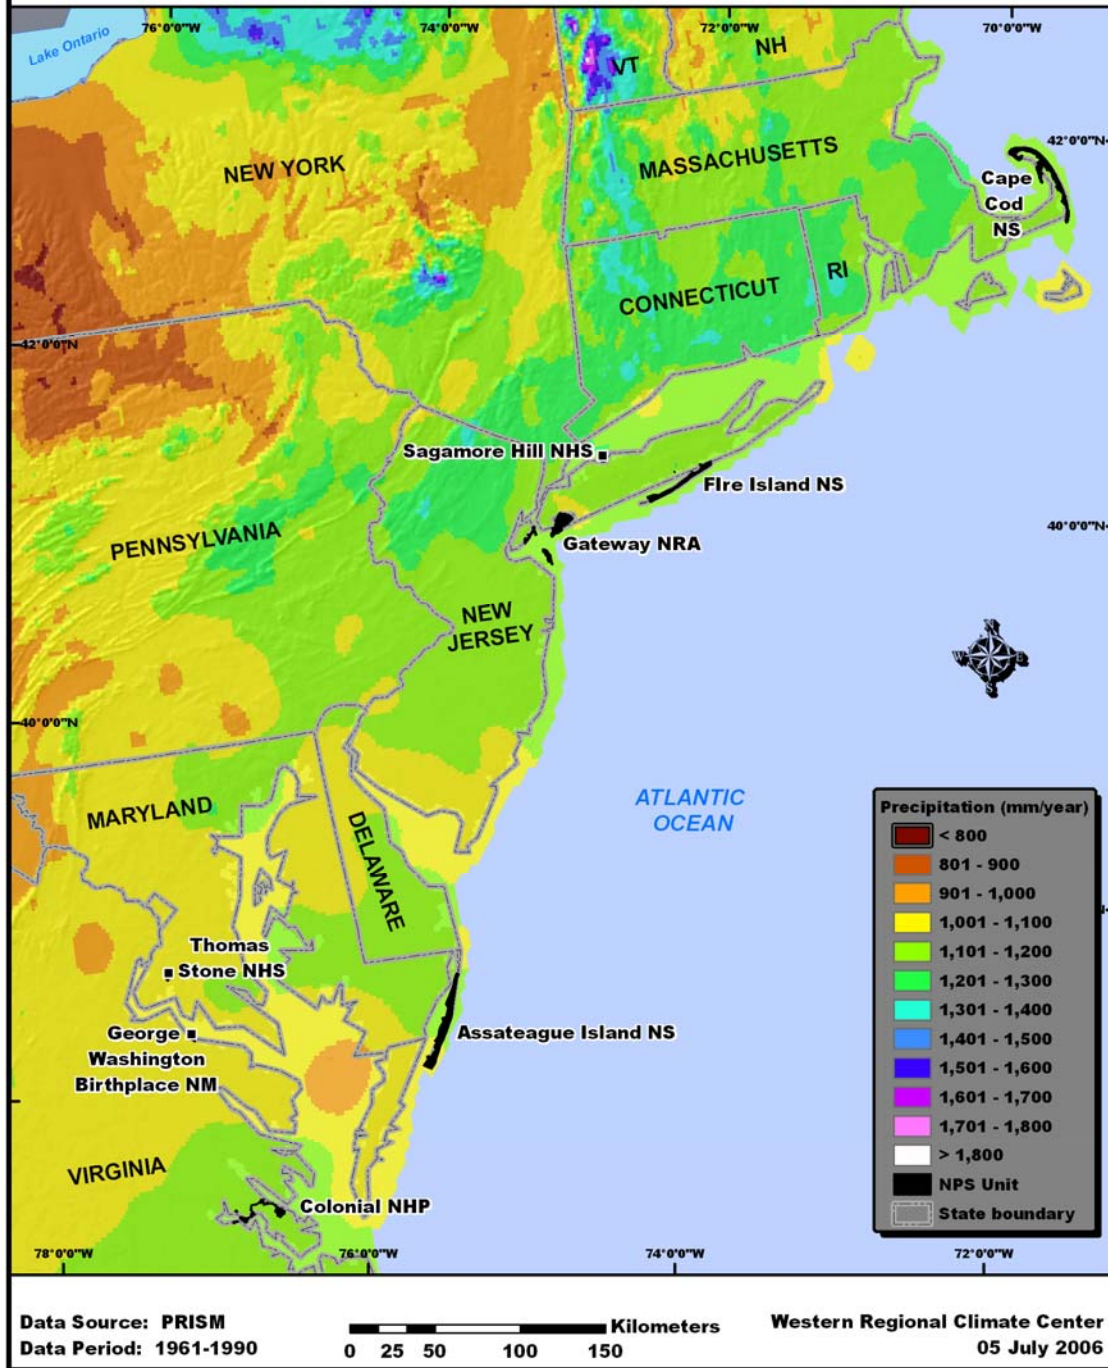 76°0'0"W
74°0'0"W
72°0'0"W
70°0'0"W
Lake Ontario
VT
NH
42°0'0"N
NEW YORK
MASSACHUSETTS
Cape
Cod
NS
RI
CONNECTICUT
42°0'0"N
Sagamore Hill NHS
FIre Island NS
PENNSYLVANIA
40°0'0"N
Gateway NRA
NEW
JERSEY
N
W
E
S
40°0'0"N
MARYLAND
ATLANTIC
OCEAN
DELAWARE
Thomas
Stone NHS
George
Washington
Birthplace NM
Assateague Island NS
VIRGINIA
Colonial NHP
Precipitation (mm/year)
< 800
801 - 900
901 - 1,000
1,001 - 1,100
1,101 - 1,200
1,201 - 1,300
1,301 - 1,400
1,401 - 1,500
1,501 - 1,600
1,601 - 1,700
1,701 - 1,800
> 1,800
NPS Unit
State boundary
78°0'0"W
76°0'0"W
74°0'0"W
72°0'0"W
Data Source: PRISM
Data Period: 1961-1990
Kilometers
0 25 50 100 150
Western Regional Climate Center
05 July 2006